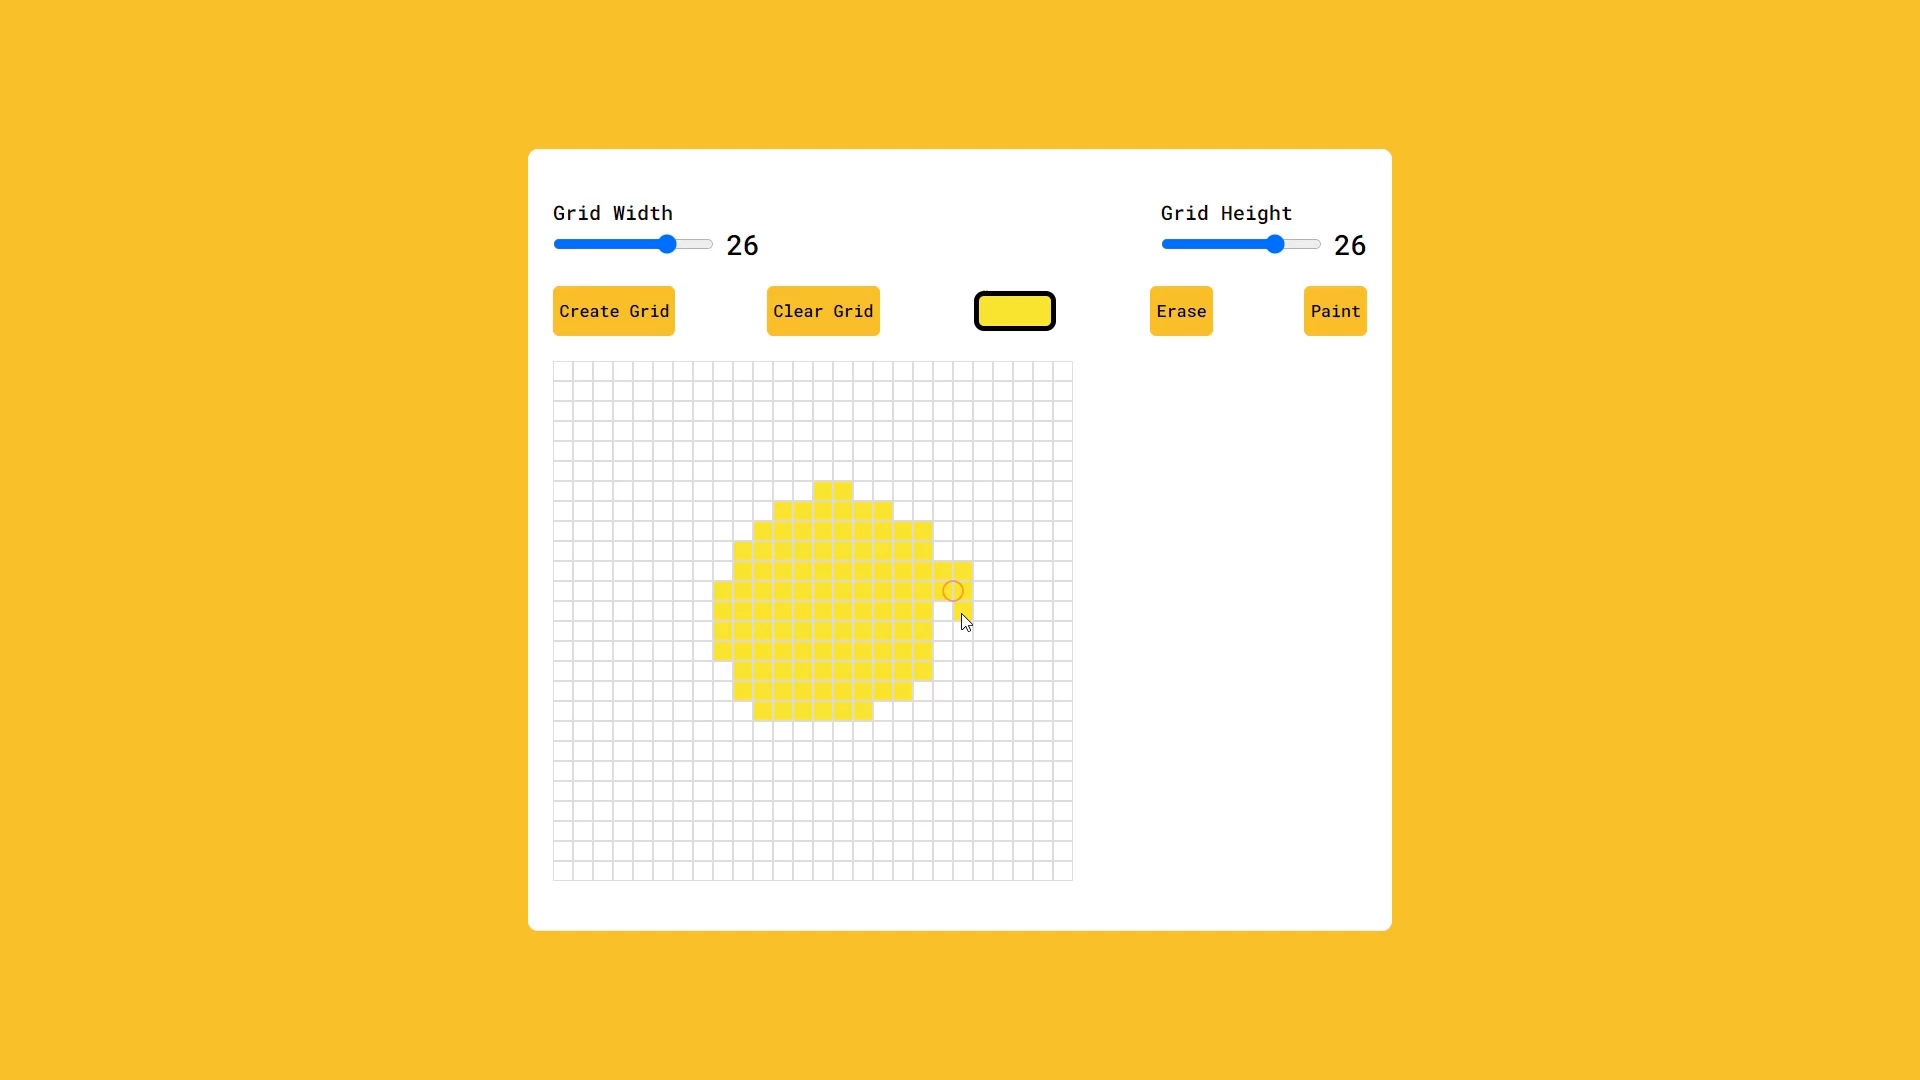 Grid Width
26
Grid Height
26
Create Grid
Clear Grid
Erase
Paint